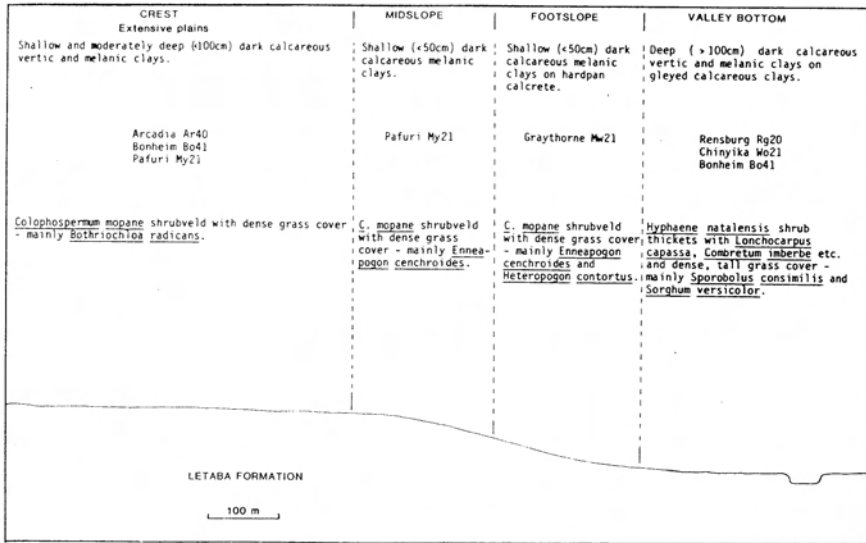 CREST
Extensive plains
Shallow and moderately deep (<100cm) dark calcareous
vertic and melanic clays.
Arcadia Ar40
Bonheim Bo41
Pafuri My21
Colophospermum mopane shrubveld with dense grass cover
- mainly Bothriochloa radicans.
MIDSLOPE
Shallow (<50cm) dark
calcareous melanic
clays.
Pafuri My21
C. mopane shrubveld
with dense grass
cover - mainly Ennea-
pogon cenchroides.
FOOTSLOPE
Shallow (<50cm) dark
calcareous melanic
clays on hardpan
calcrete.
Graythorne Mw21
C. mopane shrubveld
with dense grass
cover - mainly Enneapogon
cenchroides and
Heteropogon contortus.
VALLEY BOTTOM
Deep (>100cm) dark calcareous
vertic and melanic clays on
gleyed calcareous clays.
Rensburg Rg20
Chinyika Wo21
Bonheim Bo41
Hyphaene natalensis shrub
thickets with Lonchocarpus
capassa, Combretum imberbe etc.
and dense, tall grass cover -
mainly Sporobolus consimilis and
Sorghum versicolor.
LETABA FORMATION
100 m